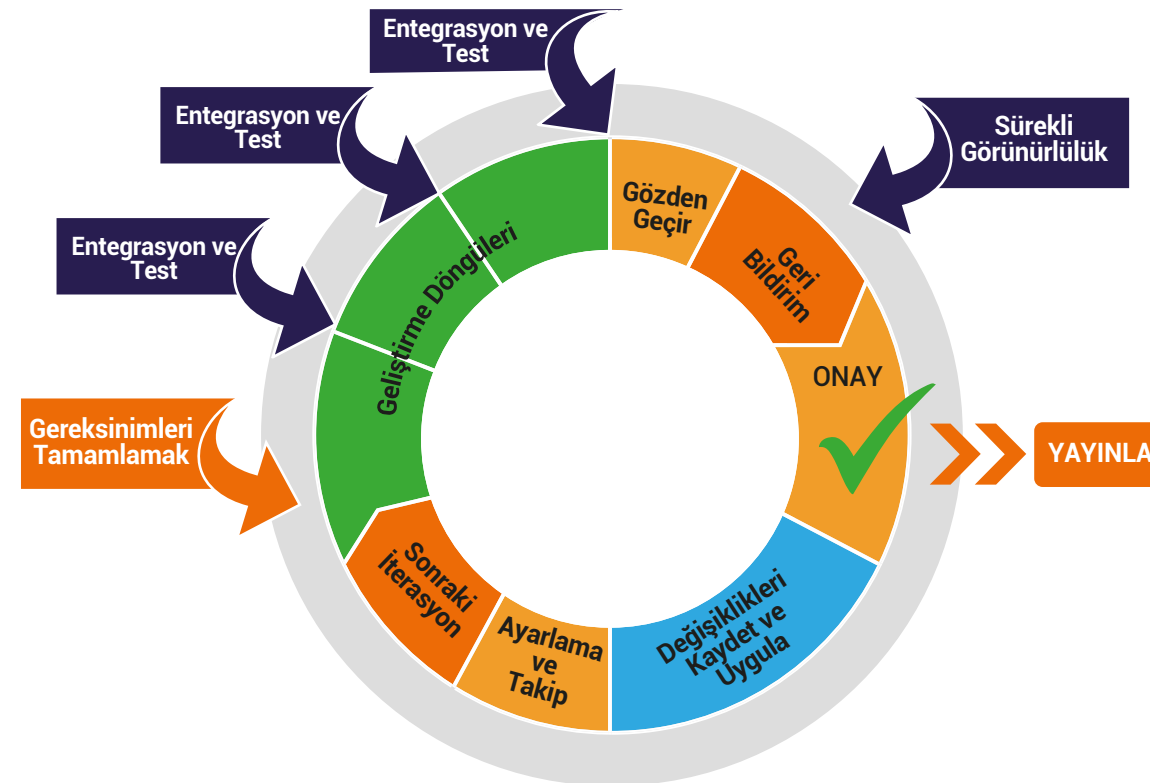 Entegrasyon ve
Test
Entegrasyon ve
Test
Entegrasyon ve
Test
Gereksinimleri
Tamamlamak
Geliştirme Döngüleri
Gözden
Geçir
Geri
Bildirim
Sürekli
Görünürlülük
ONAY
YAYINLA
Değişiklikleri
Kaydet ve
Uygula
Ayarlama
ve
Takip
Sonraki
İterasyon